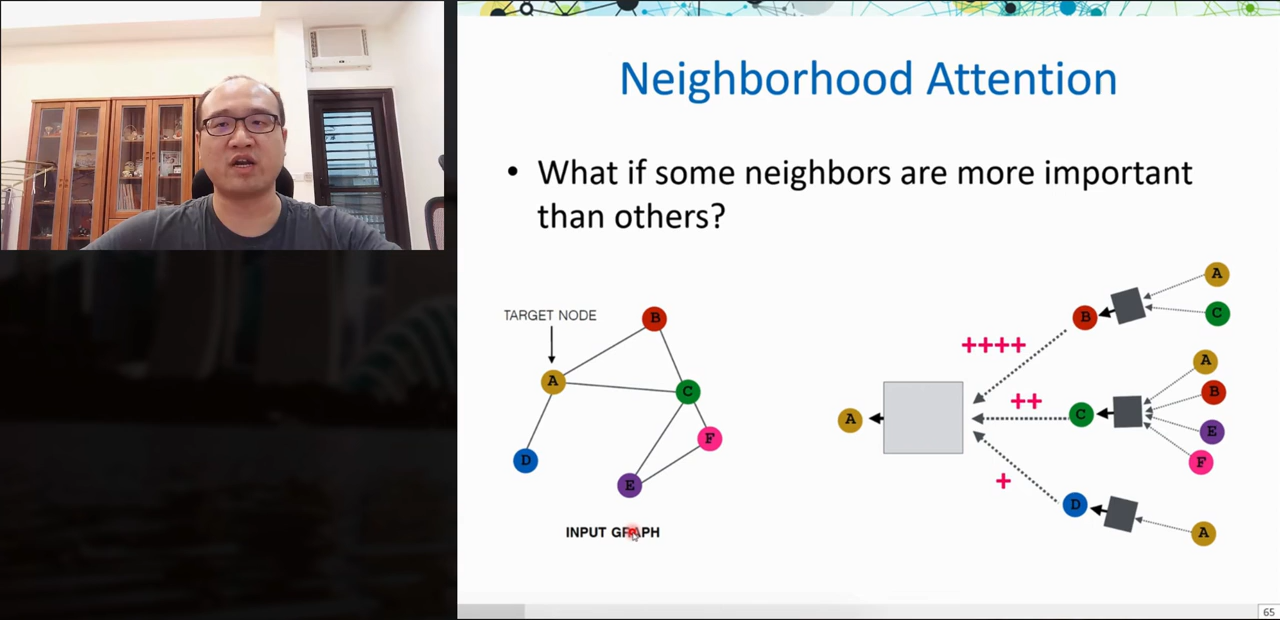 Neighborhood Attention
• What if some neighbors are more important
than others?
TARGET NODE
A
B
C
D
E
F
INPUT GRAPH
++++
++
+
A
B
C
D
A
C
A
B
E
F
A
65